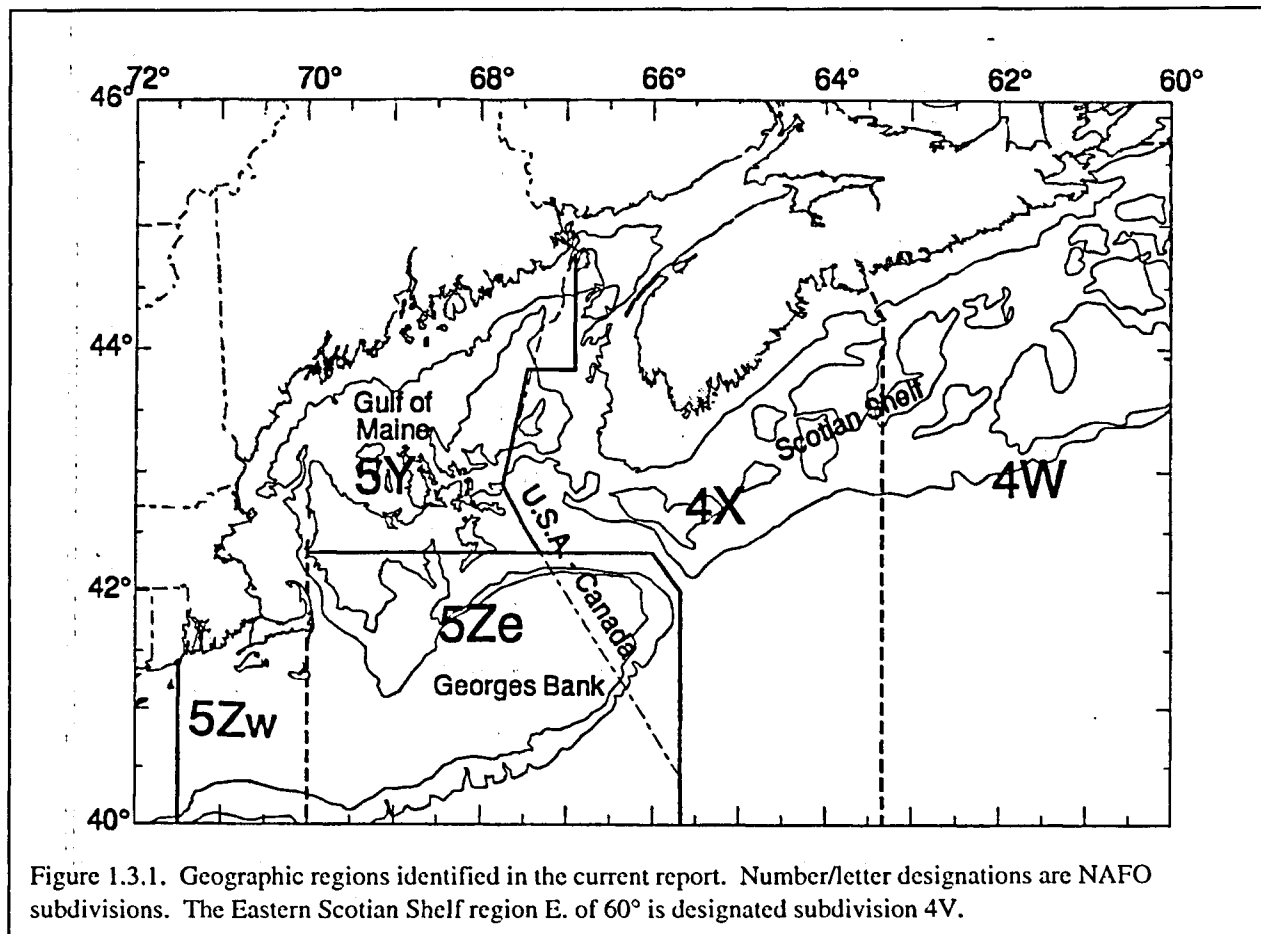 72° 70° 68° 66° 64° 62° 60°
46°
44°
Gulf of
Maine
5Y
Scotian Shelf
4X
4W
U.S.A. - Canada
42°
5Ze
Georges Bank
5Zw
40°
Figure 1.3.1. Geographic regions identified in the current report. Number/letter designations are NAFO
subdivisions. The Eastern Scotian Shelf region E. of 60° is designated subdivision 4V.